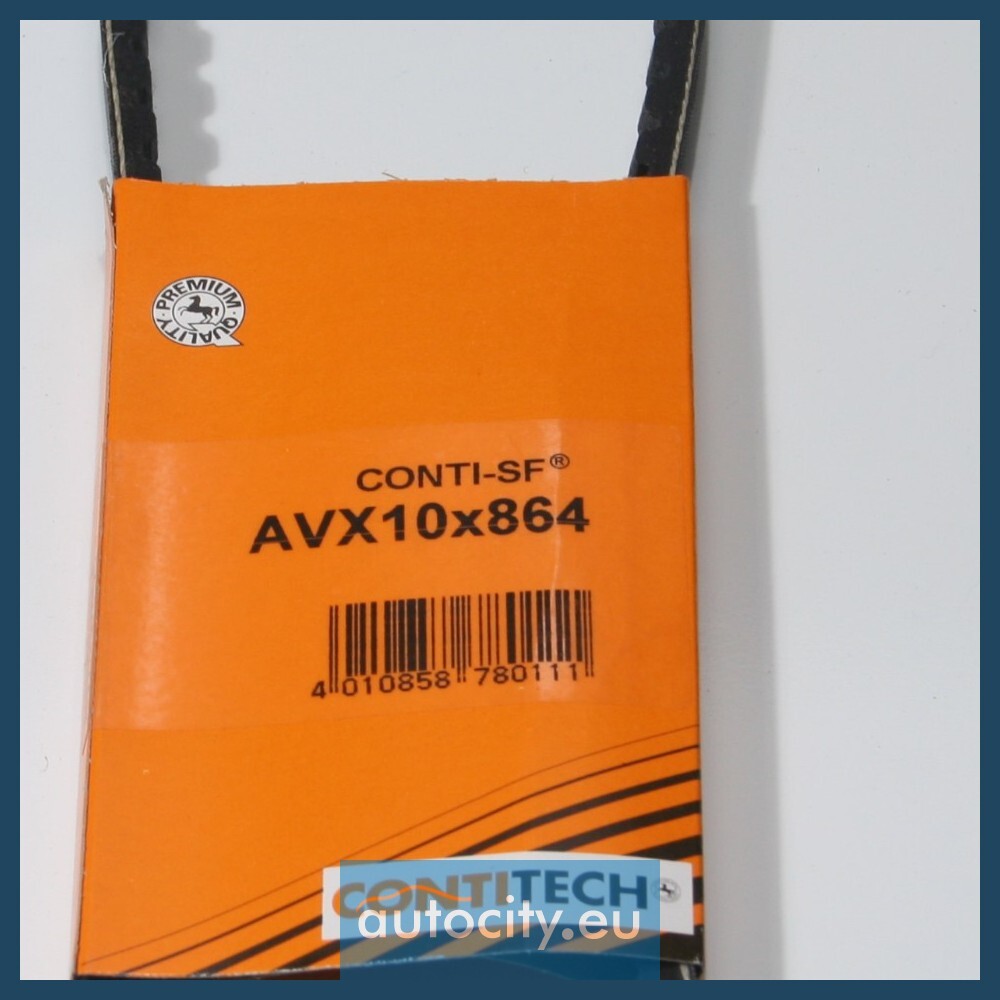 PREMIUM · QUALITY ·
CONTI-SF®
AVX10x864
4 010858 780111
CONTITECH
autocity.eu